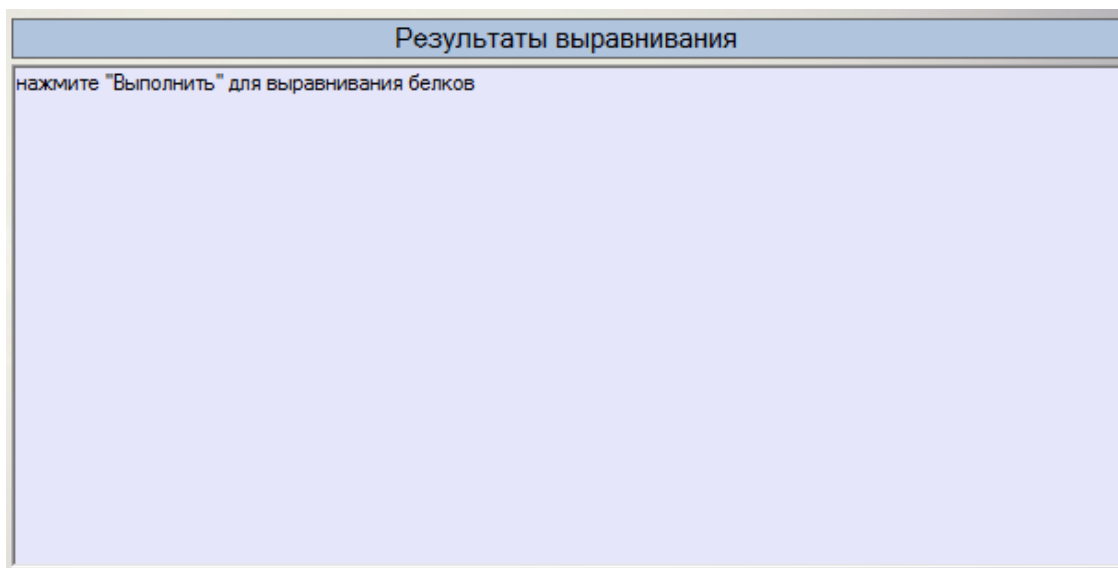 Результаты выравнивания
нажмите "Выполнить" для выравнивания белков